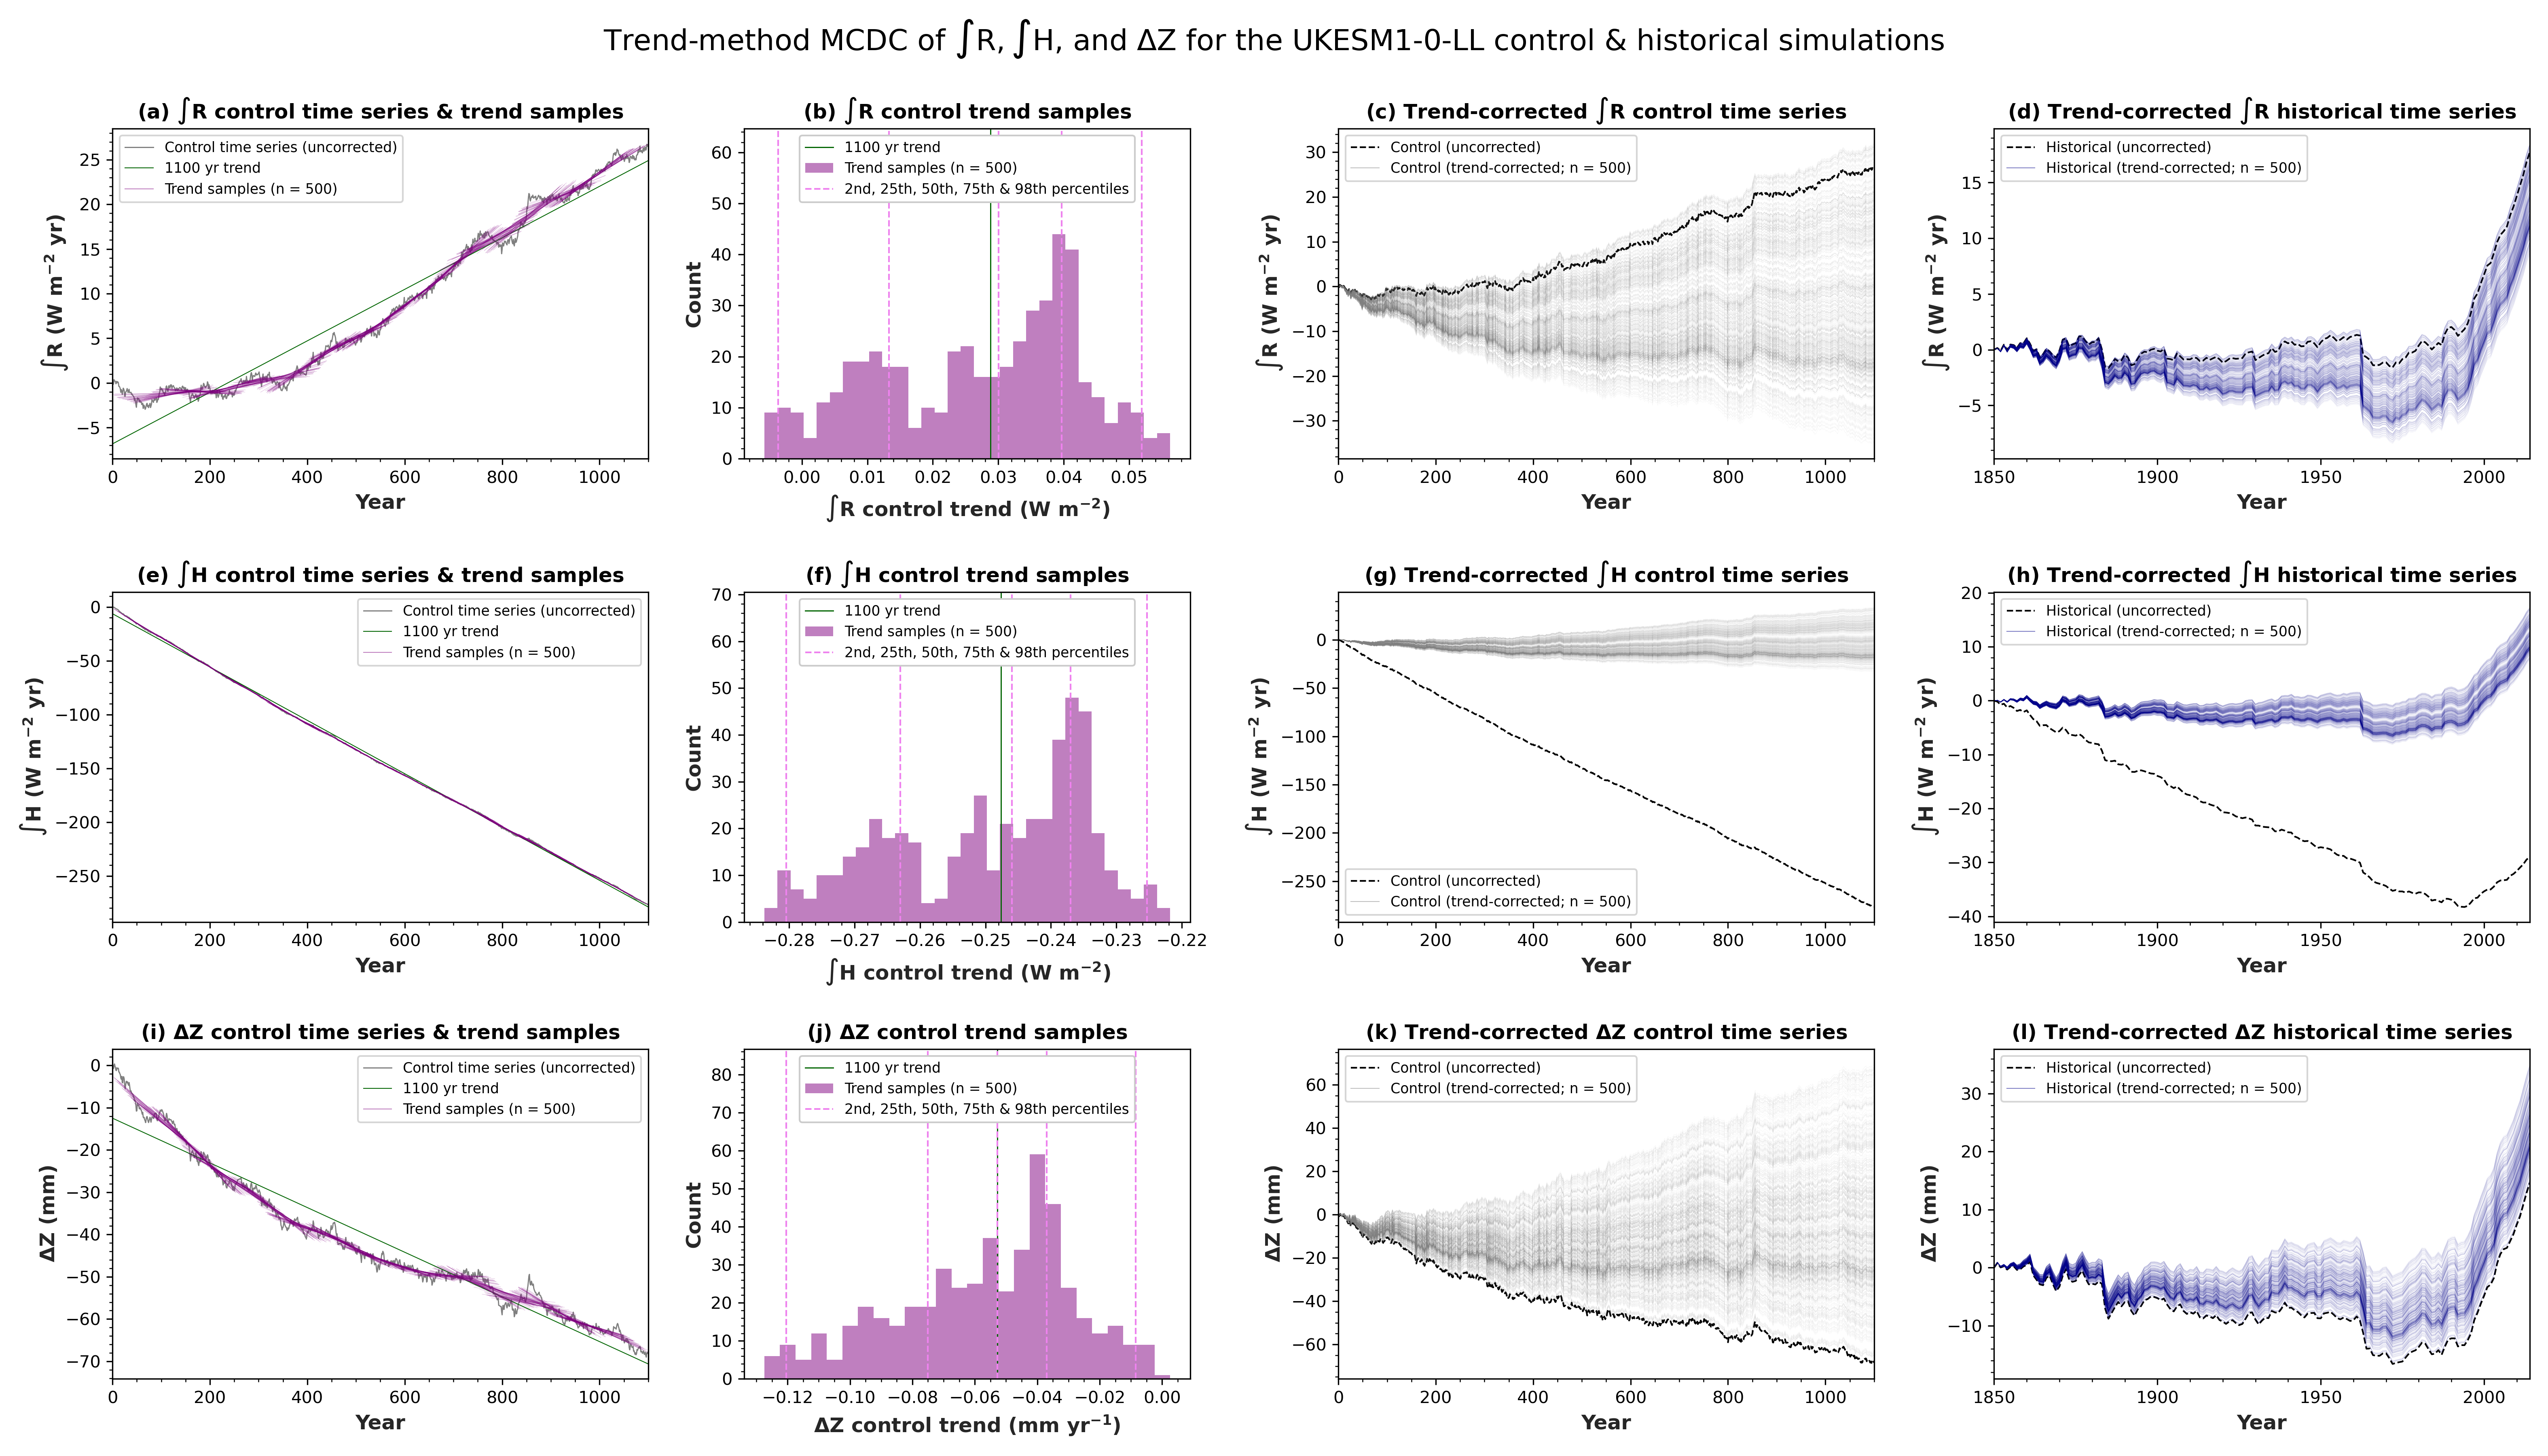 Trend-method MCDC of ∫R, ∫H, and ΔZ for the UKESM1-0-LL control & historical simulations
(a) ∫R control time series & trend samples
Control time series (uncorrected)
1100 yr trend
Trend samples (n = 500)
25
20
15
10
5
0
−5
∫R (W m⁻² yr)
0 200 400 600 800 1000
Year
(b) ∫R control trend samples
1100 yr trend
Trend samples (n = 500)
2nd, 25th, 50th, 75th & 98th percentiles
60
50
40
30
20
10
0
Count
0.00 0.01 0.02 0.03 0.04 0.05
∫R control trend (W m⁻²)
(c) Trend-corrected ∫R control time series
Control (uncorrected)
Control (trend-corrected; n = 500)
30
20
10
0
−10
−20
−30
∫R (W m⁻² yr)
0 200 400 600 800 1000
Year
(d) Trend-corrected ∫R historical time series
Historical (uncorrected)
Historical (trend-corrected; n = 500)
15
10
5
0
−5
∫R (W m⁻² yr)
1850 1900 1950 2000
Year
(e) ∫H control time series & trend samples
Control time series (uncorrected)
1100 yr trend
Trend samples (n = 500)
0
−50
−100
−150
−200
−250
∫H (W m⁻² yr)
0 200 400 600 800 1000
Year
(f) ∫H control trend samples
1100 yr trend
Trend samples (n = 500)
2nd, 25th, 50th, 75th & 98th percentiles
70
60
50
40
30
20
10
0
Count
−0.28 −0.27 −0.26 −0.25 −0.24 −0.23 −0.22
∫H control trend (W m⁻²)
(g) Trend-corrected ∫H control time series
Control (uncorrected)
Control (trend-corrected; n = 500)
0
−50
−100
−150
−200
−250
∫H (W m⁻² yr)
0 200 400 600 800 1000
Year
(h) Trend-corrected ∫H historical time series
Historical (uncorrected)
Historical (trend-corrected; n = 500)
20
10
0
−10
−20
−30
−40
∫H (W m⁻² yr)
1850 1900 1950 2000
Year
(i) ΔZ control time series & trend samples
Control time series (uncorrected)
1100 yr trend
Trend samples (n = 500)
0
−10
−20
−30
−40
−50
−60
−70
ΔZ (mm)
0 200 400 600 800 1000
Year
(j) ΔZ control trend samples
1100 yr trend
Trend samples (n = 500)
2nd, 25th, 50th, 75th & 98th percentiles
80
70
60
50
40
30
20
10
0
Count
−0.12 −0.10 −0.08 −0.06 −0.04 −0.02 0.00
ΔZ control trend (mm yr⁻¹)
(k) Trend-corrected ΔZ control time series
Control (uncorrected)
Control (trend-corrected; n = 500)
60
40
20
0
−20
−40
−60
ΔZ (mm)
0 200 400 600 800 1000
Year
(l) Trend-corrected ΔZ historical time series
Historical (uncorrected)
Historical (trend-corrected; n = 500)
30
20
10
0
−10
ΔZ (mm)
1850 1900 1950 2000
Year